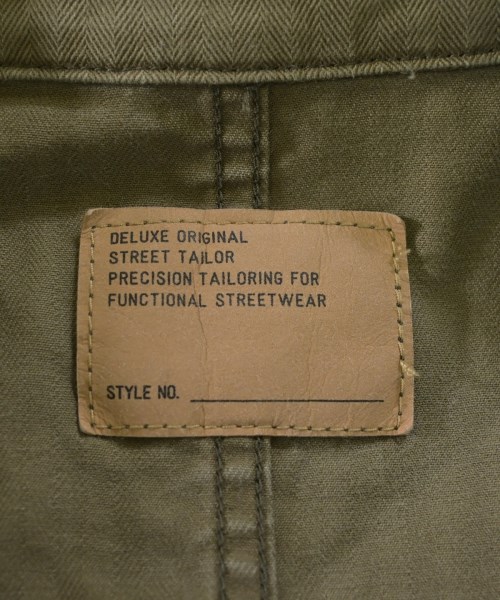 DELUXE ORIGINAL
STREET TAILOR
PRECISION TAILORING FOR
FUNCTIONAL STREETWEAR
STYLE NO.